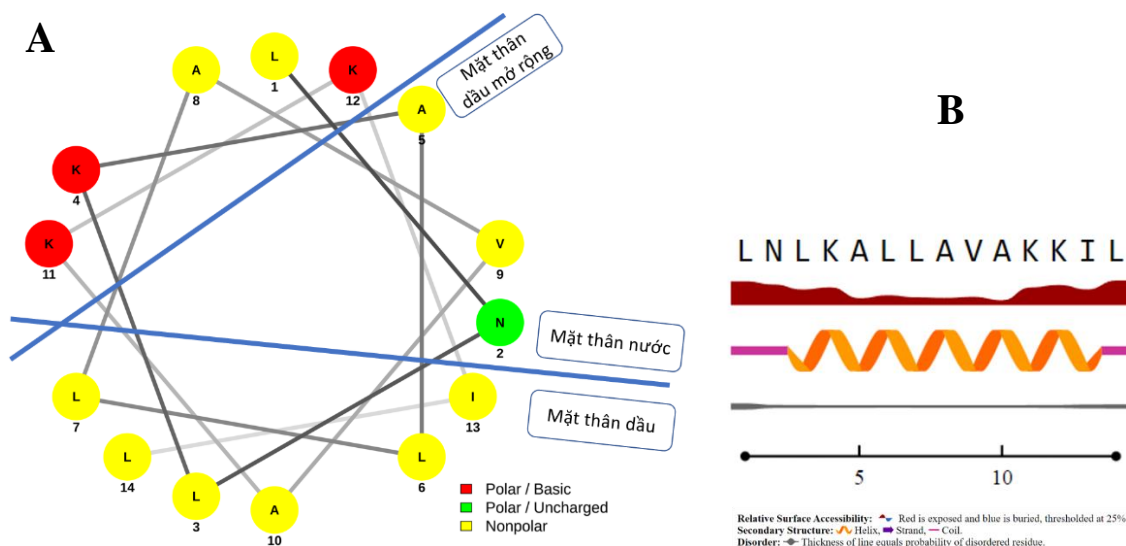 A
L
1
A
8
K
12
A
5
Mặt thân
dầu mở rộng
K
4
K
11
V
9
N
2
Mặt thân nước
L
7
I
13
Mặt thân dầu
L
14
L
3
A
10
L
6
Polar / Basic
Polar / Uncharged
Nonpolar
B
L N L K A L L A V A K K I L
5 10
Relative Surface Accessibility: Red is exposed and blue is buried, thresholded at 25%
Secondary Structure: Helix, Strand, Coil.
Disorder: Thickness of line equals probability of disordered residue.